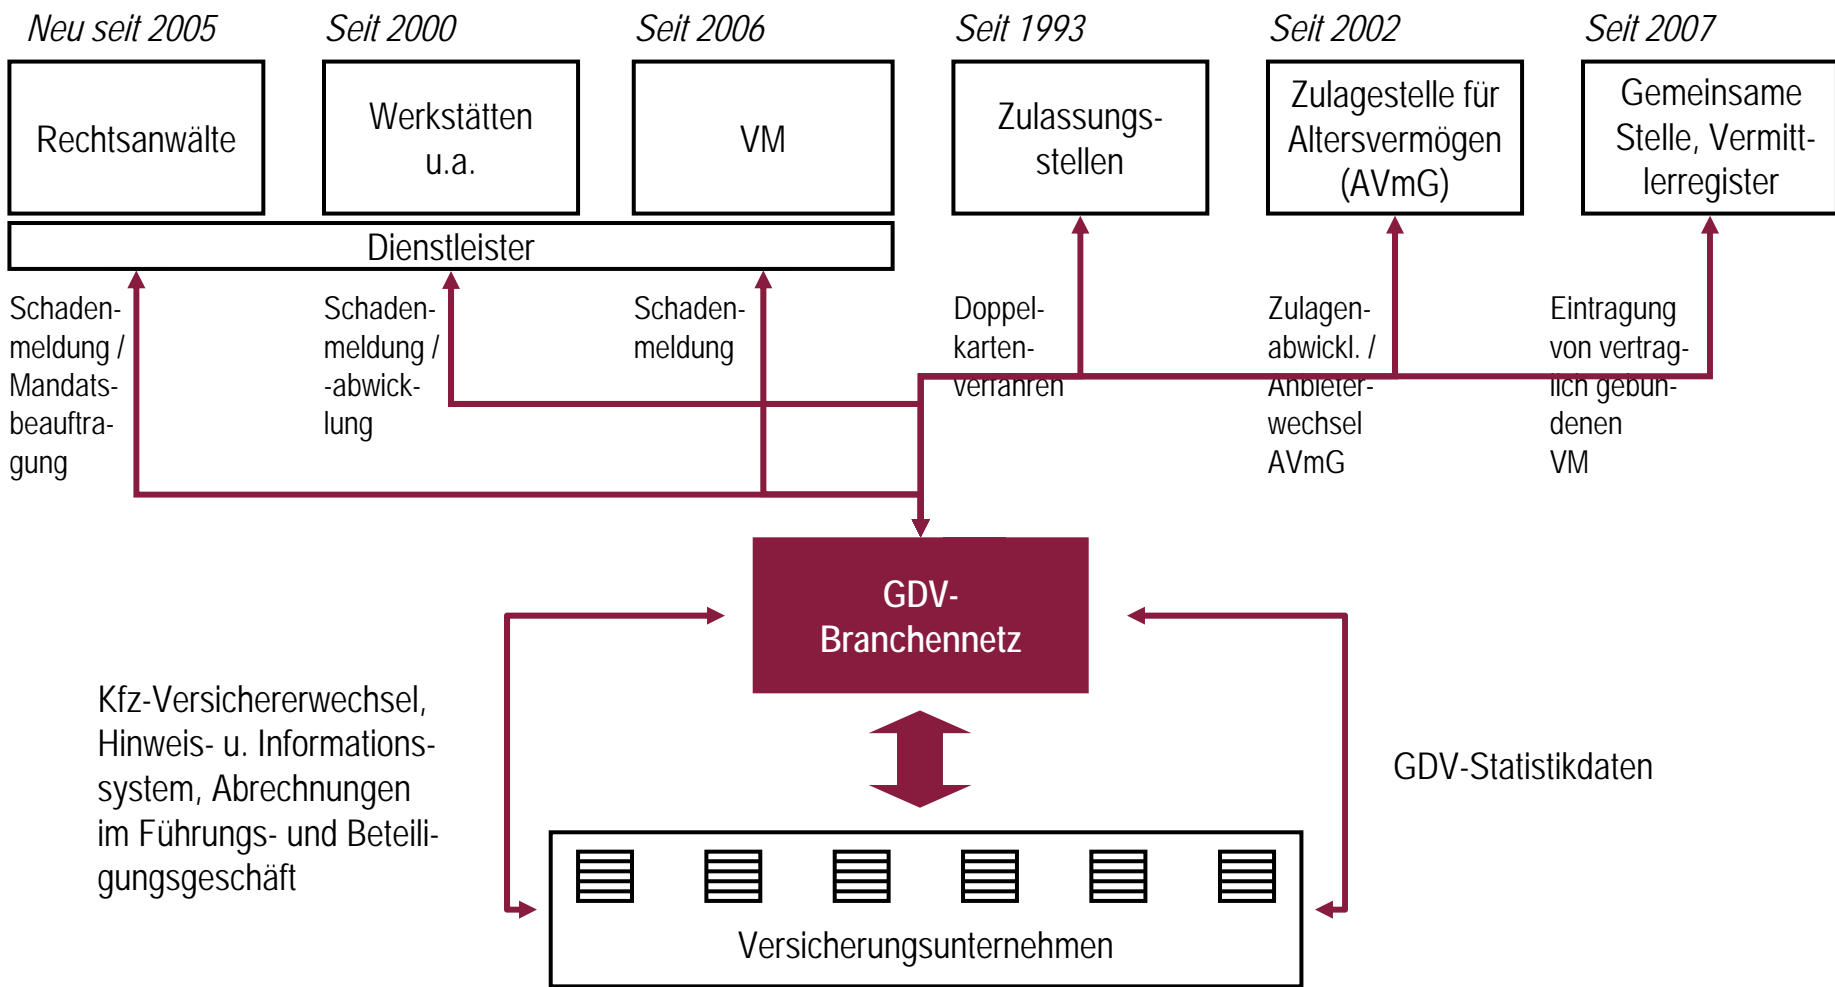 Neu seit 2005
Seit 2000
Seit 2006
Seit 1993
Seit 2002
Seit 2007
Rechtsanwälte
Werkstätten
u.a.
VM
Zulassungs-
stellen
Zulagestelle für
Altersvermögen
(AVmG)
Gemeinsame
Stelle, Vermitt-
lerregister
Dienstleister
Schaden-
meldung /
Mandats-
beauftra-
gung
Schaden-
meldung /
-abwick-
lung
Schaden-
meldung
Doppel-
karten-
verfahren
Zulagen-
abwickl. /
Anbieter-
wechsel
AVmG
Eintragung
von vertrag-
lich gebun-
denen
VM
GDV-
Branchennetz
Kfz-Versichererwechsel,
Hinweis- u. Informations-
system, Abrechnungen
im Führungs- und Beteili-
gungsgeschäft
GDV-Statistikdaten
Versicherungsunternehmen